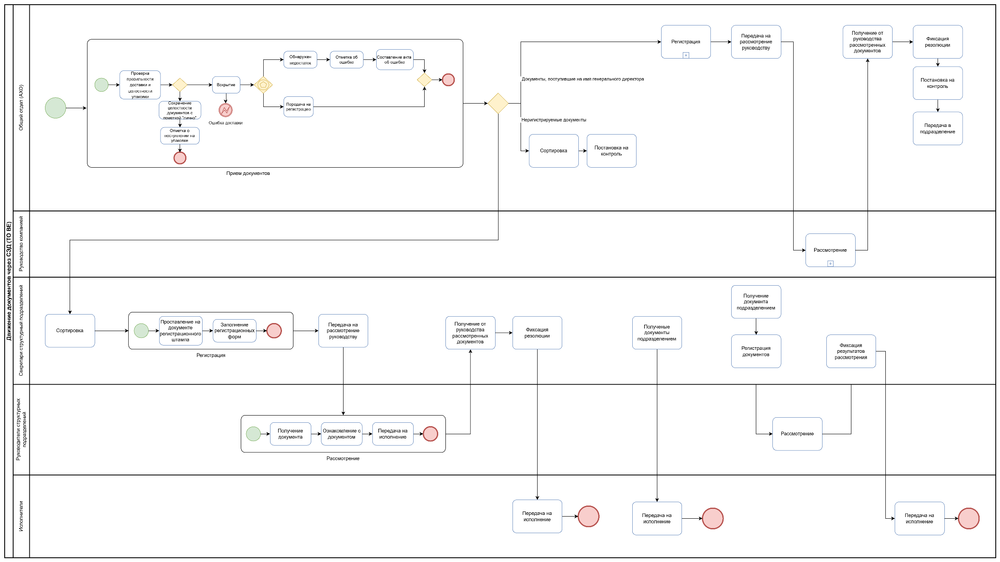 Движение документов через СЭД (TO BE)
Общий отдел (АХО)
Проверка
правильности
доставки и
целостности
упаковки
Сохранение
целостности
документов с
пометкой "лично"
Отметка о
поступлении на
упаковке
Вскрытие
Ошибка доставки
Обнаружен
недостаток
Отметка об
ошибке
Составление акта
об ошибке
Передача на
регистрацию
Прием документов
Документы, поступившие на имя генерального директора
Неригистрируемые документы
Сортировка
Постановка на
контроль
Регистрация
Передача на
рассмотрение
руководству
Получение от
руководства
рассмотренных
документов
Фиксация
резолюции
Постановка на
контроль
Передача в
подразделение
Руководство компанией
Рассмотрение
Секретари структурный подразделений
Сортировка
Проставление на
документе
регистрационного
штампа
Заполнение
регистрационных
форм
Регистрация
Передача на
рассмотрение
руководству
Получение от
руководства
рассмотренных
документов
Фиксация
резолюции
Полученые
документы
подразделением
Получение
документа
подразделением
Регистрация
документов
Фиксация
результатов
рассмотрения
Руководители структурных
подразделений
Получение
документа
Ознакомление с
документом
Передача на
исполнение
Рассмотрение
Рассмотрение
Исполнители
Передача на
исполнение
Передача на
исполнение
Передача на
исполнение